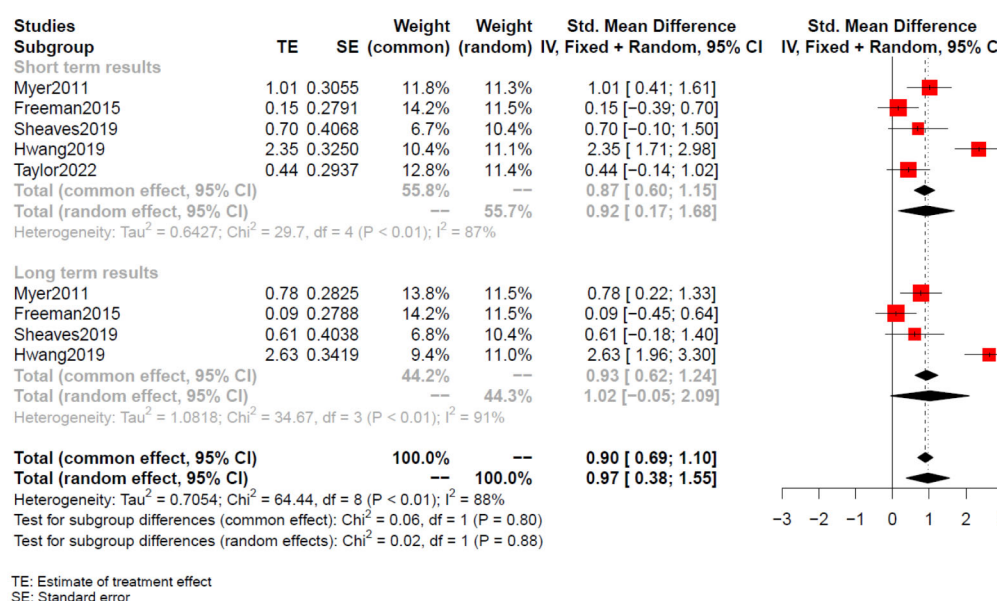 Studies Weight Weight Std. Mean Difference Std. Mean Difference
Subgroup TE SE (common) (random) IV, Fixed + Random, 95% CI IV, Fixed + Random, 95% C
Short term results
Myer2011 1.01 0.3055 11.8% 11.3% 1.01 [ 0.41; 1.61]
Freeman2015 0.15 0.2791 14.2% 11.5% 0.15 [−0.39; 0.70]
Sheaves2019 0.70 0.4068 6.7% 10.4% 0.70 [−0.10; 1.50]
Hwang2019 2.35 0.3250 10.4% 11.1% 2.35 [ 1.71; 2.98]
Taylor2022 0.44 0.2937 12.8% 11.4% 0.44 [−0.14; 1.02]
Total (common effect, 95% CI) 55.8% −− 0.87 [ 0.60; 1.15]
Total (random effect, 95% CI) −− 55.7% 0.92 [ 0.17; 1.68]
Heterogeneity: Tau² = 0.6427; Chi² = 29.7, df = 4 (P < 0.01); I² = 87%
Long term results
Myer2011 0.78 0.2825 13.8% 11.5% 0.78 [ 0.22; 1.33]
Freeman2015 0.09 0.2788 14.2% 11.5% 0.09 [−0.45; 0.64]
Sheaves2019 0.61 0.4038 6.8% 10.4% 0.61 [−0.18; 1.40]
Hwang2019 2.63 0.3419 9.4% 11.0% 2.63 [ 1.96; 3.30]
Total (common effect, 95% CI) 44.2% −− 0.93 [ 0.62; 1.24]
Total (random effect, 95% CI) −− 44.3% 1.02 [−0.05; 2.09]
Heterogeneity: Tau² = 1.0818; Chi² = 34.67, df = 3 (P < 0.01); I² = 91%
Total (common effect, 95% CI) 100.0% −− 0.90 [ 0.69; 1.10]
Total (random effect, 95% CI) −− 100.0% 0.97 [ 0.38; 1.55]
Heterogeneity: Tau² = 0.7054; Chi² = 64.44, df = 8 (P < 0.01); I² = 88%
Test for subgroup differences (common effect): Chi² = 0.06, df = 1 (P = 0.80)
Test for subgroup differences (random effects): Chi² = 0.02, df = 1 (P = 0.88)
−3 −2 −1 0 1 2
TE: Estimate of treatment effect
SE: Standard error